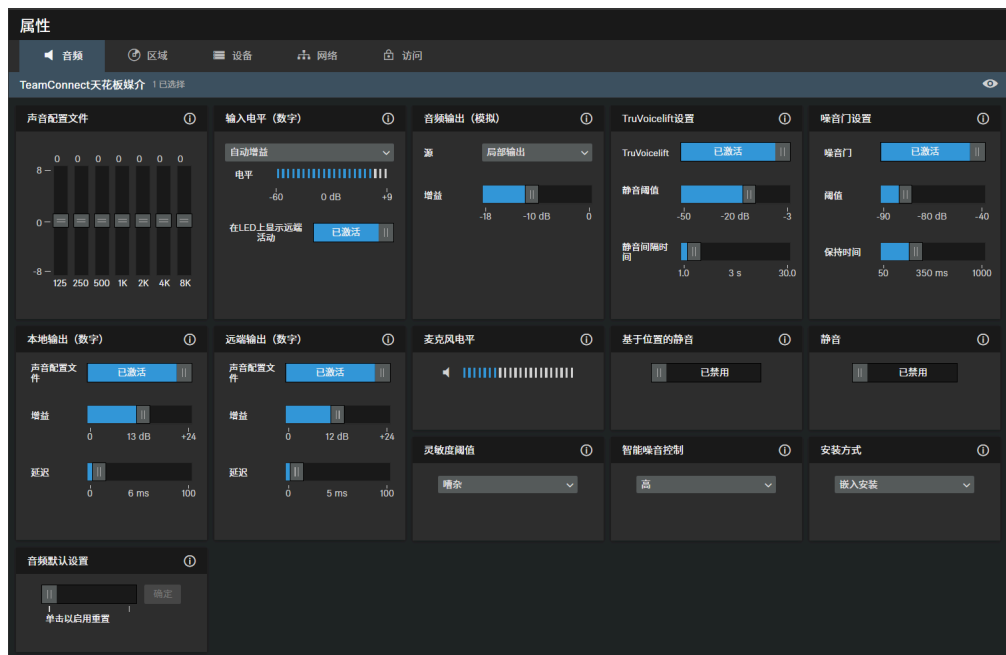 属性
音频 区域 设备 网络 访问
TeamConnect天花板媒介 1 已选择
声音配置文件
0 0 0 0 0 0 0
8
0
-8
125 250 500 1K 2K 4K 8K
输入电平（数字）
自动增益
电平
-60 0 dB +9
在LED上显示远端
活动
已激活
音频输出（模拟）
源 局部输出
增益
-18 -10 dB 0
TruVoicelift设置
TruVoicelift 已激活
静音阈值
-50 -20 dB -3
静音间隔时
间
1.0 3 s 30.0
噪音门设置
噪音门 已激活
阈值
-90 -80 dB -40
保持时间
50 350 ms 1000
本地输出（数字）
声音配置文
件
已激活
增益
0 13 dB +24
延迟
0 6 ms 100
远端输出（数字）
声音配置文
件
已激活
增益
0 12 dB +24
延迟
0 5 ms 100
麦克风电平
基于位置的静音
已禁用
静音
已禁用
灵敏度阈值
嘈杂
智能噪音控制
高
安装方式
嵌入安装
音频默认设置
确定
单击以启用重置